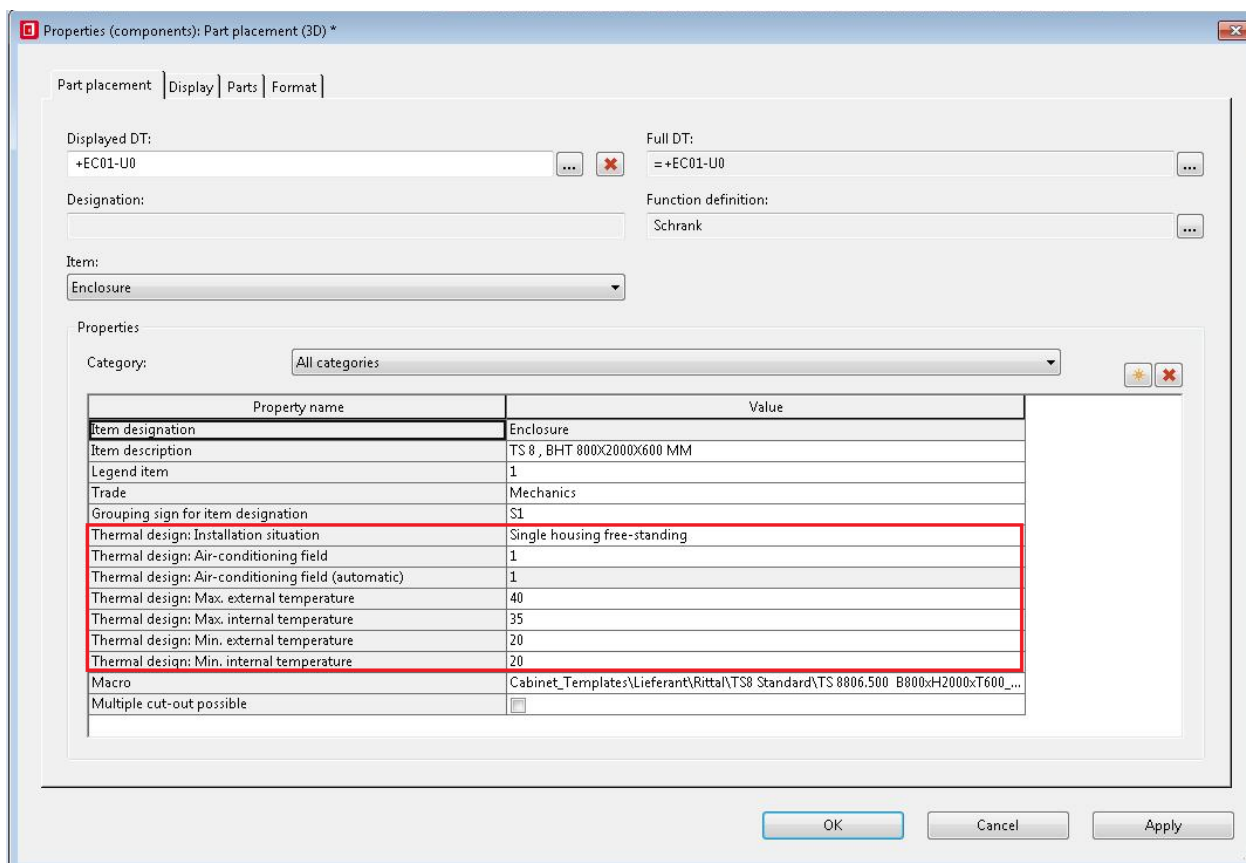 Properties (components): Part placement (3D) *
Part placement Display Parts Format
Displayed DT: Full DT:
+EC01-U0 ... =+EC01-U0 ...
Designation: Function definition:
Schrank ...
Item:
Enclosure
Properties
Category: All categories
Property name Value
Item designation Enclosure
Item description TS 8 , BHT 800X2000X600 MM
Legend item 1
Trade Mechanics
Grouping sign for item designation S1
Thermal design: Installation situation Single housing free-standing
Thermal design: Air-conditioning field 1
Thermal design: Air-conditioning field (automatic) 1
Thermal design: Max. external temperature 40
Thermal design: Max. internal temperature 35
Thermal design: Min. external temperature 20
Thermal design: Min. internal temperature 20
Macro Cabinet_Templates\Lieferant\Rittal\TS8 Standard\TS 8806.500 B800xH2000xT600_...
Multiple cut-out possible
OK Cancel Apply